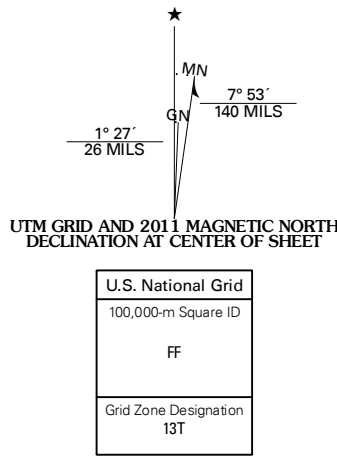 MN
GN
7° 53´
140 MILS
1° 27´
26 MILS
UTM GRID AND 2011 MAGNETIC NORTH
DECLINATION AT CENTER OF SHEET
U.S. National Grid
100,000-m Square ID
FF
Grid Zone Designation
13T